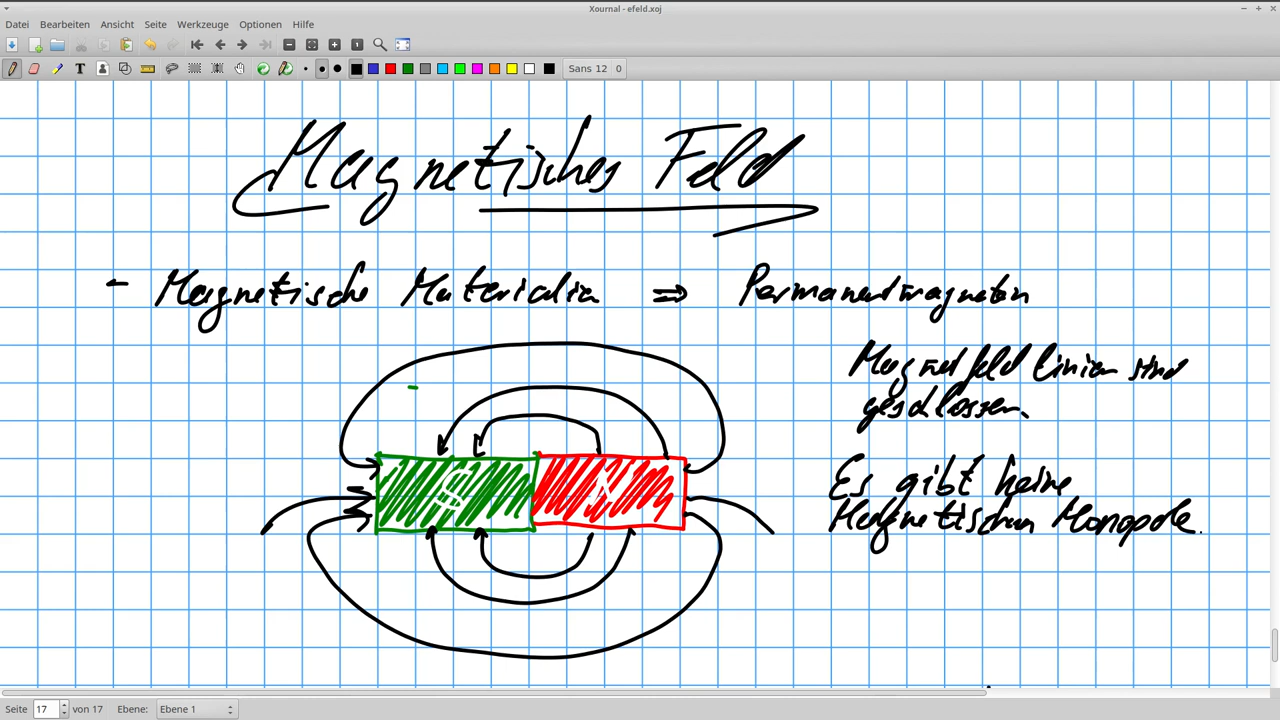 Xournal - efeld.xoj
Datei Bearbeiten Ansicht Seite Werkzeuge Optionen Hilfe
Sans 12 0
Magnetisches Feld
- Magnetische Materialien ⇒ Permanentmagneten
Magnetfeldlinien sind
geschlossen.
S N
Es gibt keine
Magnetischen Monopole.
Seite 17 von 17 Ebene: Ebene 1